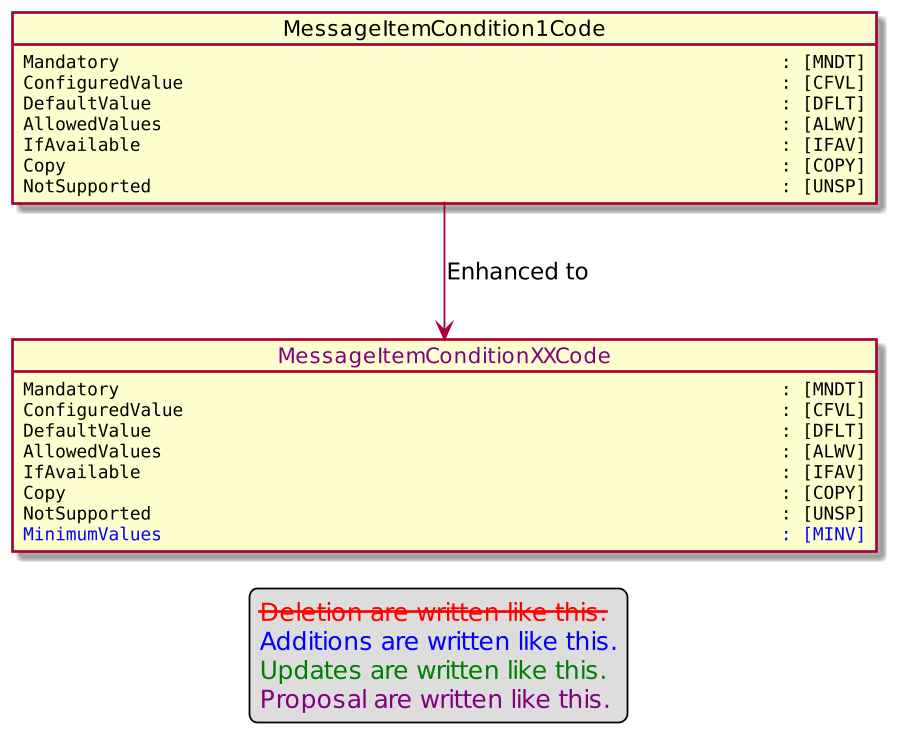 MessageItemCondition1Code
Mandatory : [MNDT]
ConfiguredValue : [CFVL]
DefaultValue : [DFLT]
AllowedValues : [ALWV]
IfAvailable : [IFAV]
Copy : [COPY]
NotSupported : [UNSP]
Enhanced to
MessageItemConditionXXCode
Mandatory : [MNDT]
ConfiguredValue : [CFVL]
DefaultValue : [DFLT]
AllowedValues : [ALWV]
IfAvailable : [IFAV]
Copy : [COPY]
NotSupported : [UNSP]
MinimumValues : [MINV]
Deletion are written like this.
Additions are written like this.
Updates are written like this.
Proposal are written like this.